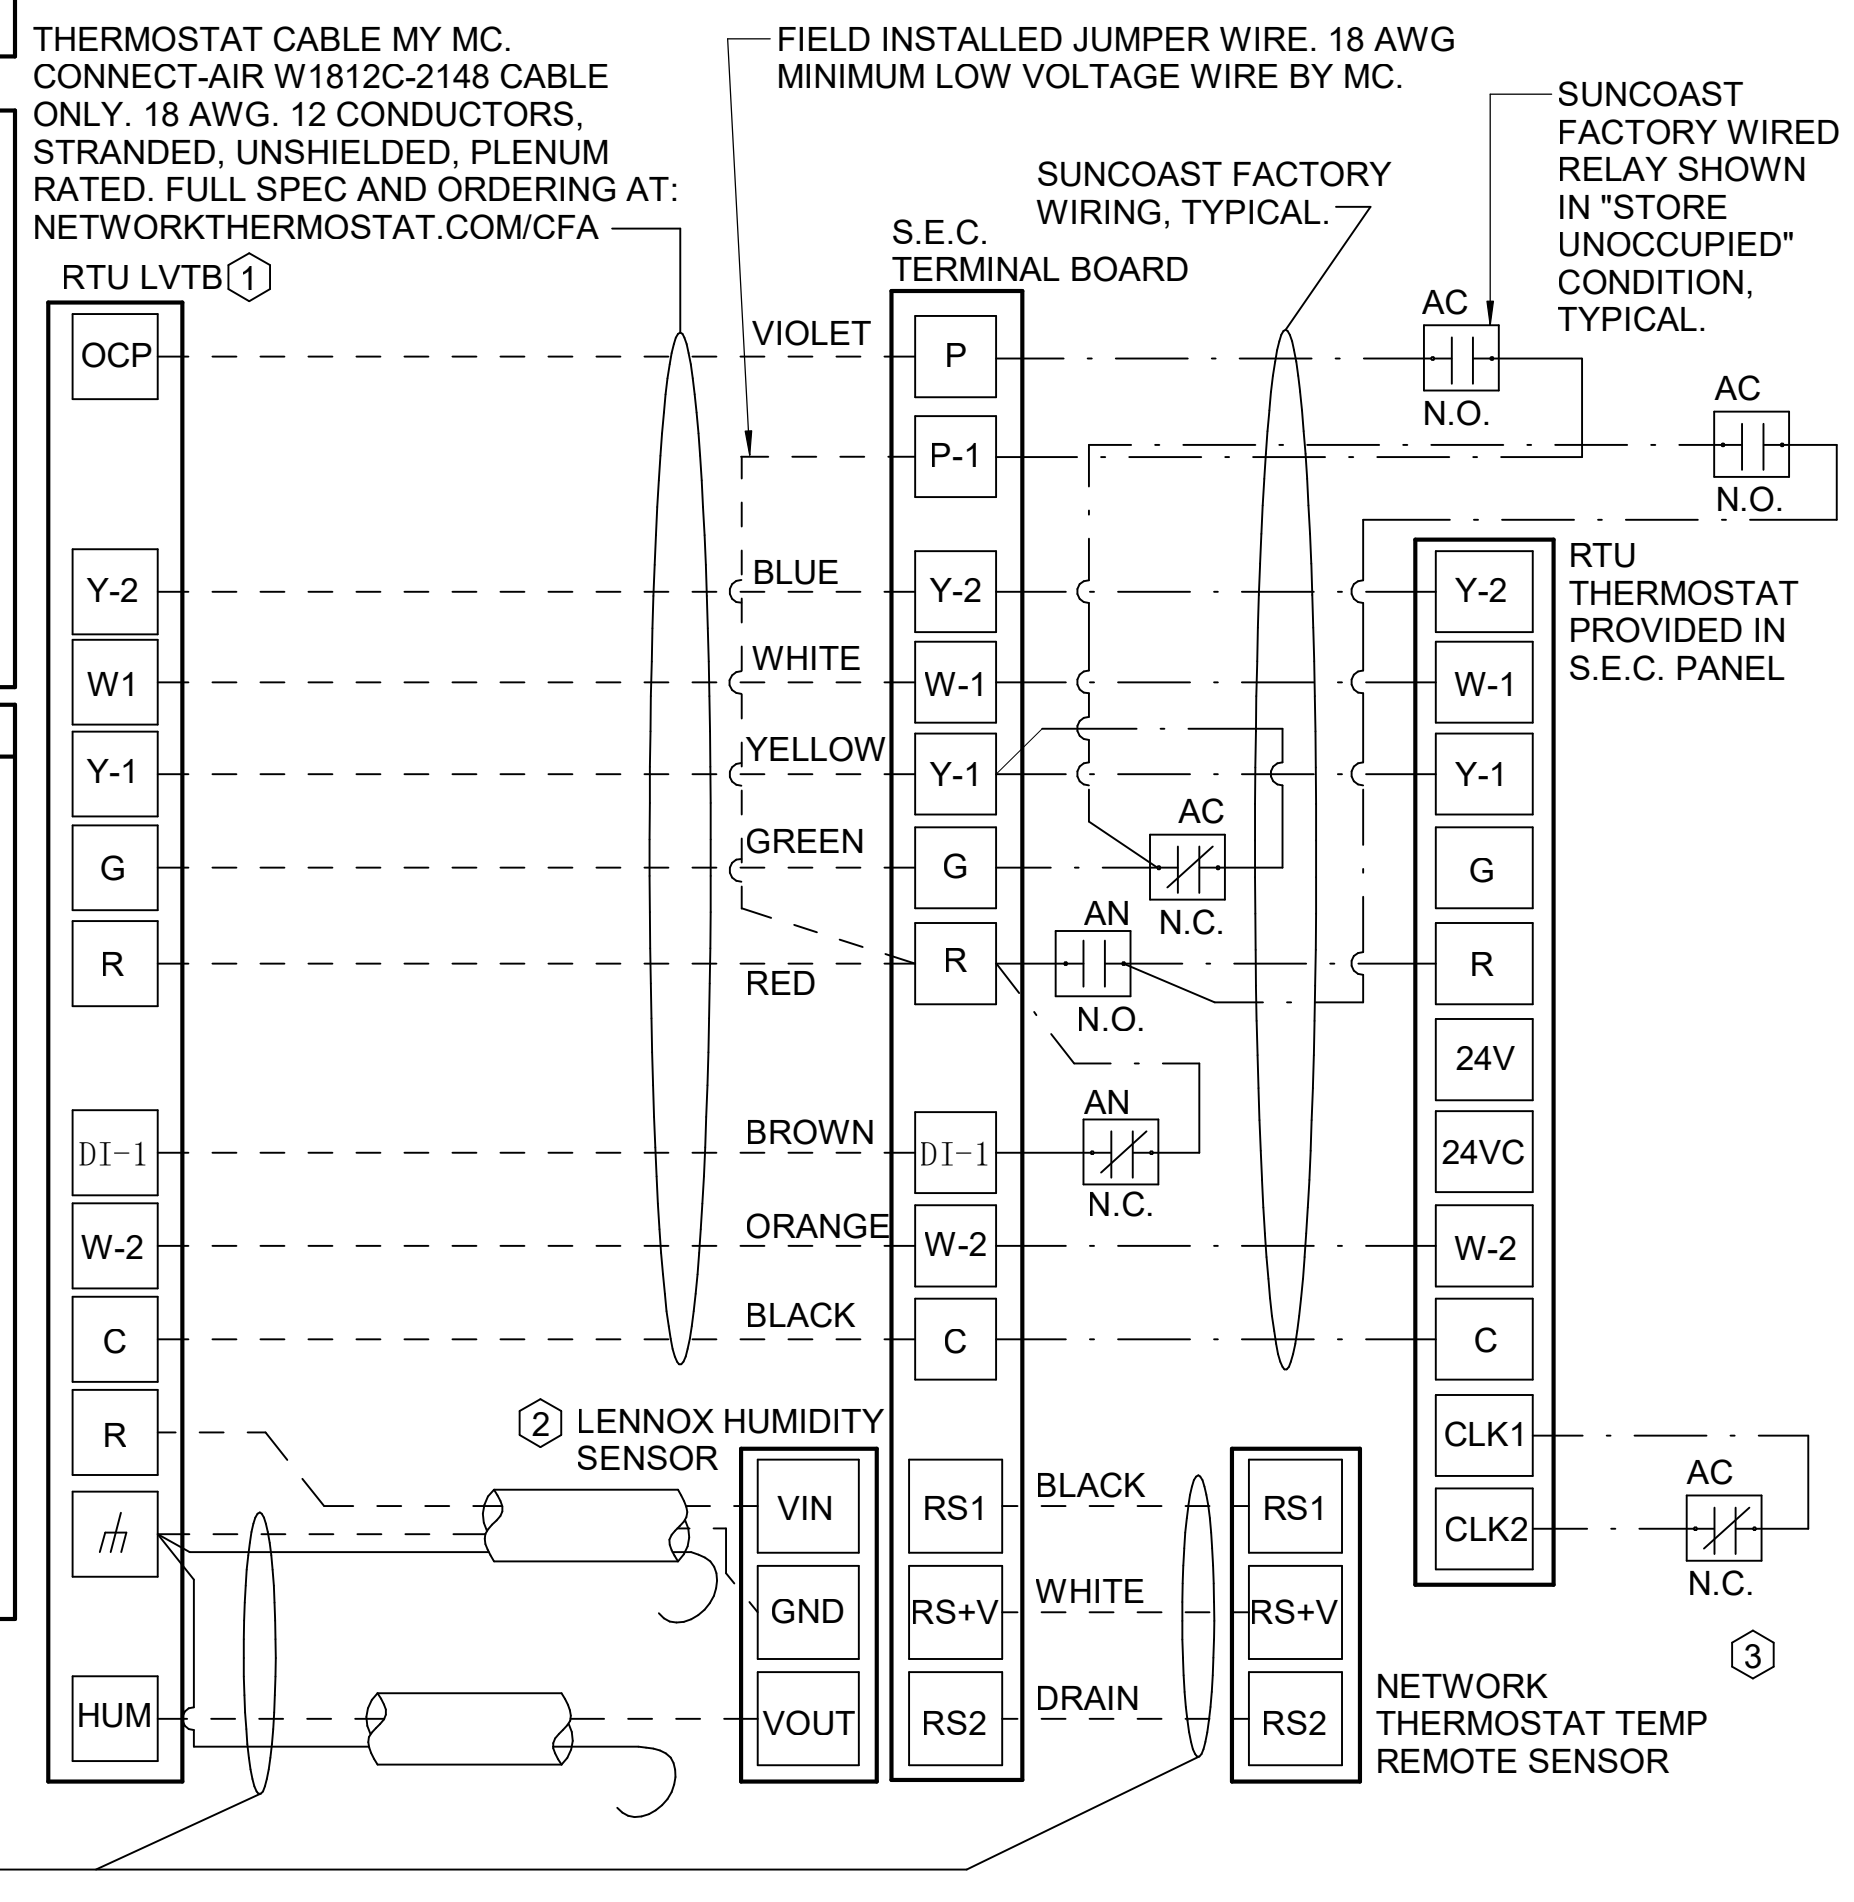 THERMOSTAT CABLE MY MC.
CONNECT-AIR W1812C-2148 CABLE
ONLY. 18 AWG. 12 CONDUCTORS,
STRANDED, UNSHIELDED, PLENUM
RATED. FULL SPEC AND ORDERING AT:
NETWORKTHERMOSTAT.COM/CFA
FIELD INSTALLED JUMPER WIRE. 18 AWG
MINIMUM LOW VOLTAGE WIRE BY MC.
SUNCOAST
FACTORY WIRED
RELAY SHOWN
IN "STORE
UNOCCUPIED"
CONDITION,
TYPICAL.
SUNCOAST FACTORY
WIRING, TYPICAL.
RTU LVTB 1
OCP
Y-2
W1
Y-1
G
R
DI-1
W-2
C
R
HUM
VIOLET
BLUE
WHITE
YELLOW
GREEN
RED
BROWN
ORANGE
BLACK
S.E.C.
TERMINAL BOARD
P
P-1
Y-2
W-1
Y-1
G
R
DI-1
W-2
C
RS1
RS+V
RS2
AC
N.O.
AC
N.O.
AC
N.C.
AN
N.O.
AN
N.C.
RTU
THERMOSTAT
PROVIDED IN
S.E.C. PANEL
Y-2
W-1
Y-1
G
R
24V
24VC
W-2
C
CLK1
CLK2
AC
N.C.
3
2 LENNOX HUMIDITY
SENSOR
VIN
GND
VOUT
BLACK
WHITE
DRAIN
RS1
RS+V
RS2
NETWORK
THERMOSTAT TEMP
REMOTE SENSOR